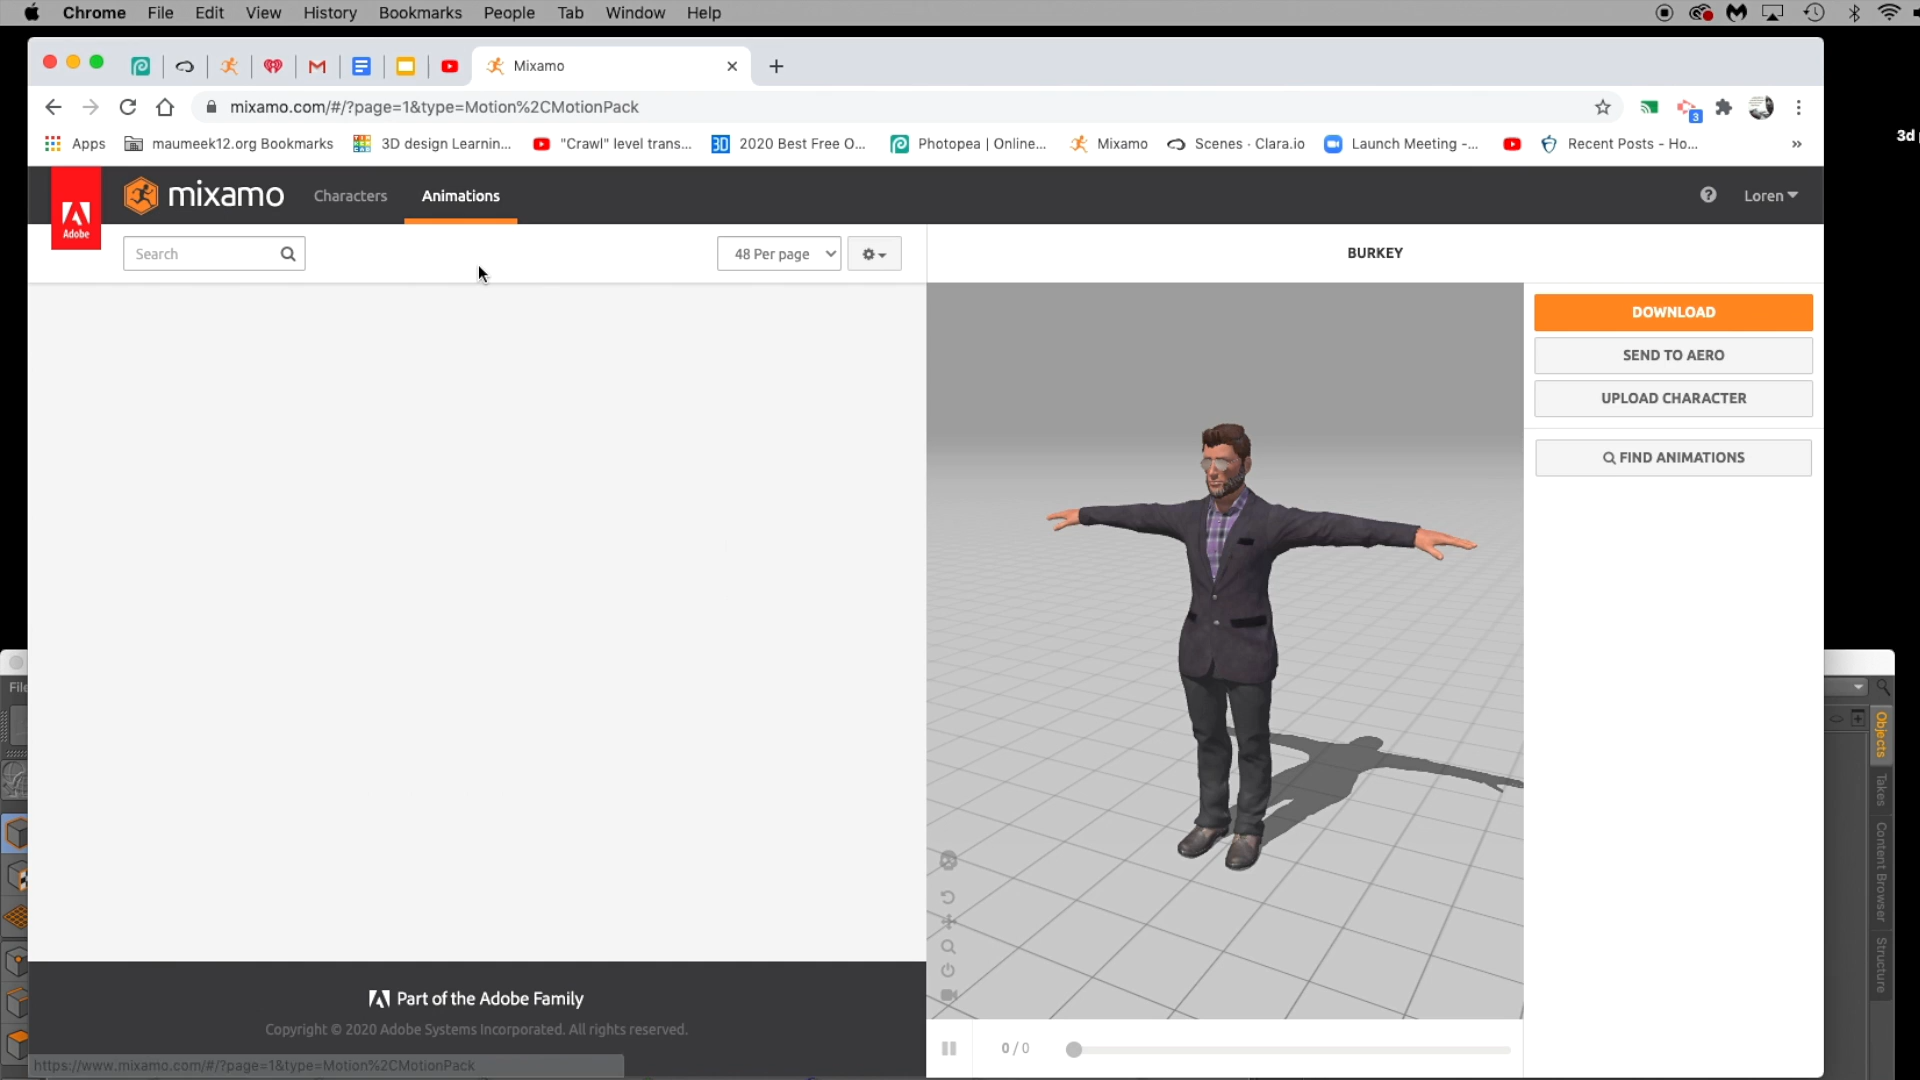 Chrome File Edit View History Bookmarks People Tab Window Help
Mixamo
mixamo.com/#/?page=1&type=Motion%2CMotionPack
3
Apps maumeek12.org Bookmarks 3D design Learnin... "Crawl" level trans... 3D 2020 Best Free O... Photopea | Online... Mixamo Scenes · Clara.io Launch Meeting -... Recent Posts - Ho... »
3d
Adobe
mixamo Characters Animations Loren
Search 48 Per page
BURKEY
DOWNLOAD
SEND TO AERO
UPLOAD CHARACTER
FIND ANIMATIONS
File
Objects
Takes
Content Browser
Structure
Part of the Adobe Family
Copyright © 2020 Adobe Systems Incorporated. All rights reserved.
0 / 0
https://www.mixamo.com/#/?page=1&type=Motion%2CMotionPack